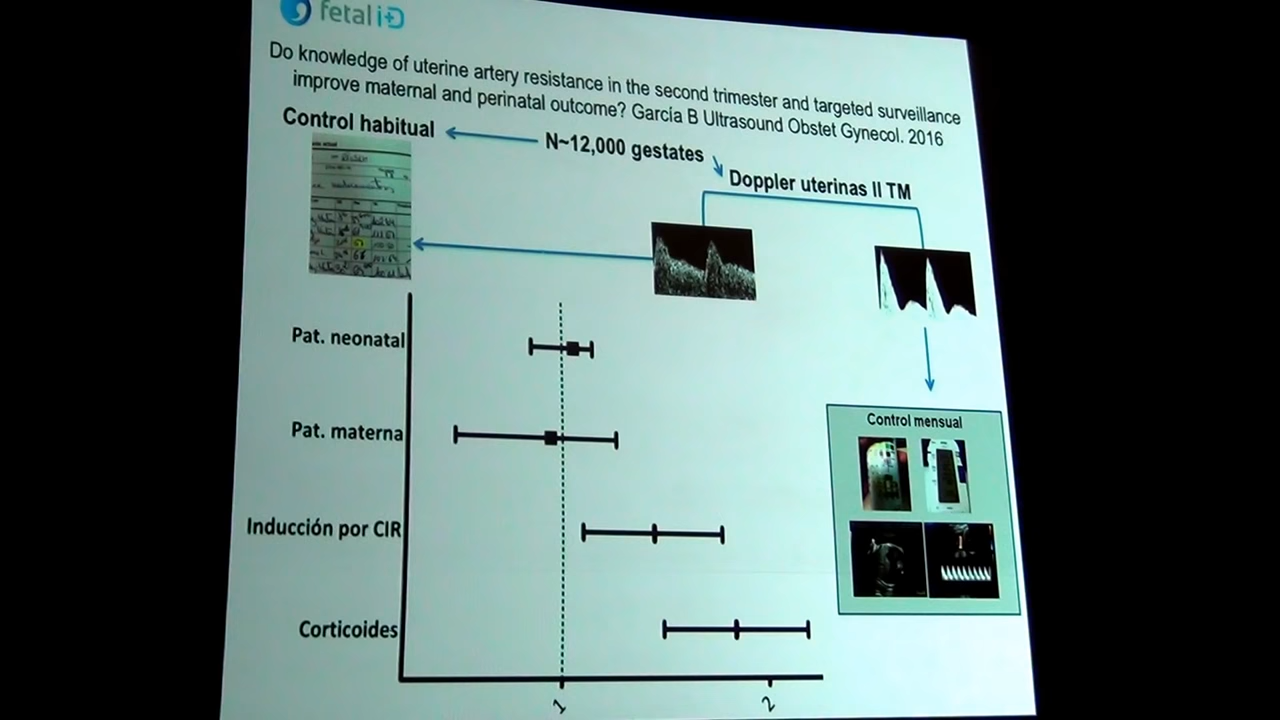 fetal i+D
Do knowledge of uterine artery resistance in the second trimester and targeted surveillance
improve maternal and perinatal outcome? García B Ultrasound Obstet Gynecol. 2016
Control habitual
N~12,000 gestates
Doppler uterinas II TM
Pat. neonatal
Pat. materna
Inducción por CIR
Corticoides
1
2
Control mensual